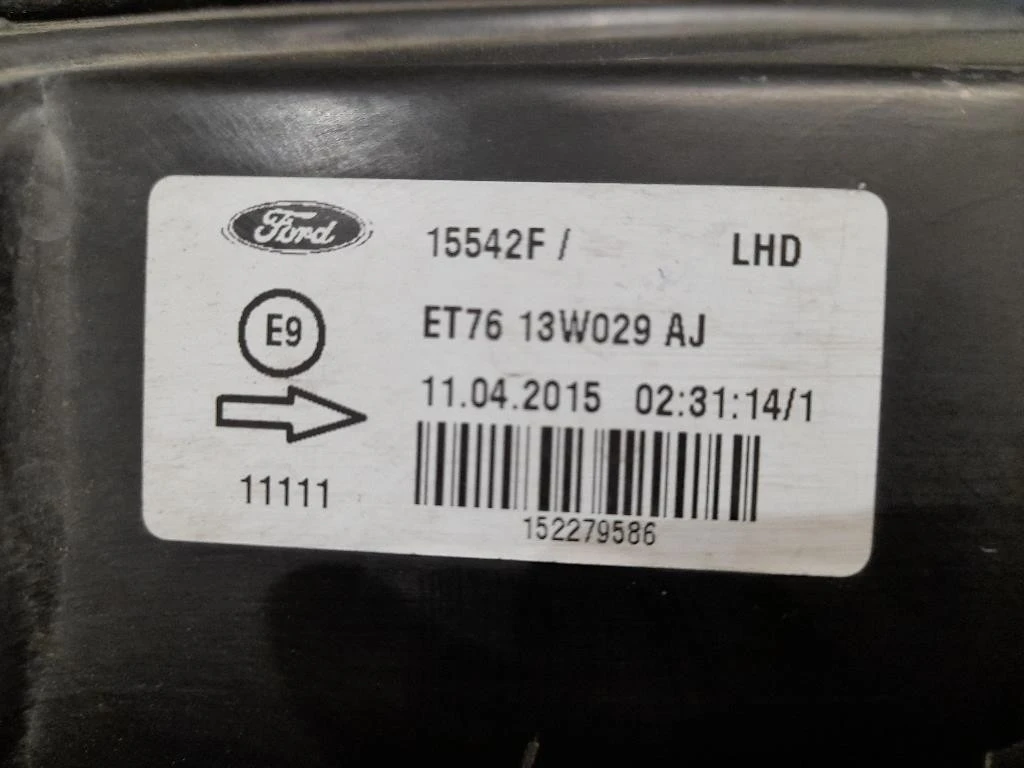 Ford
15542F / LHD
E9
ET76 13W029 AJ
11.04.2015 02:31:14/1
11111
152279586